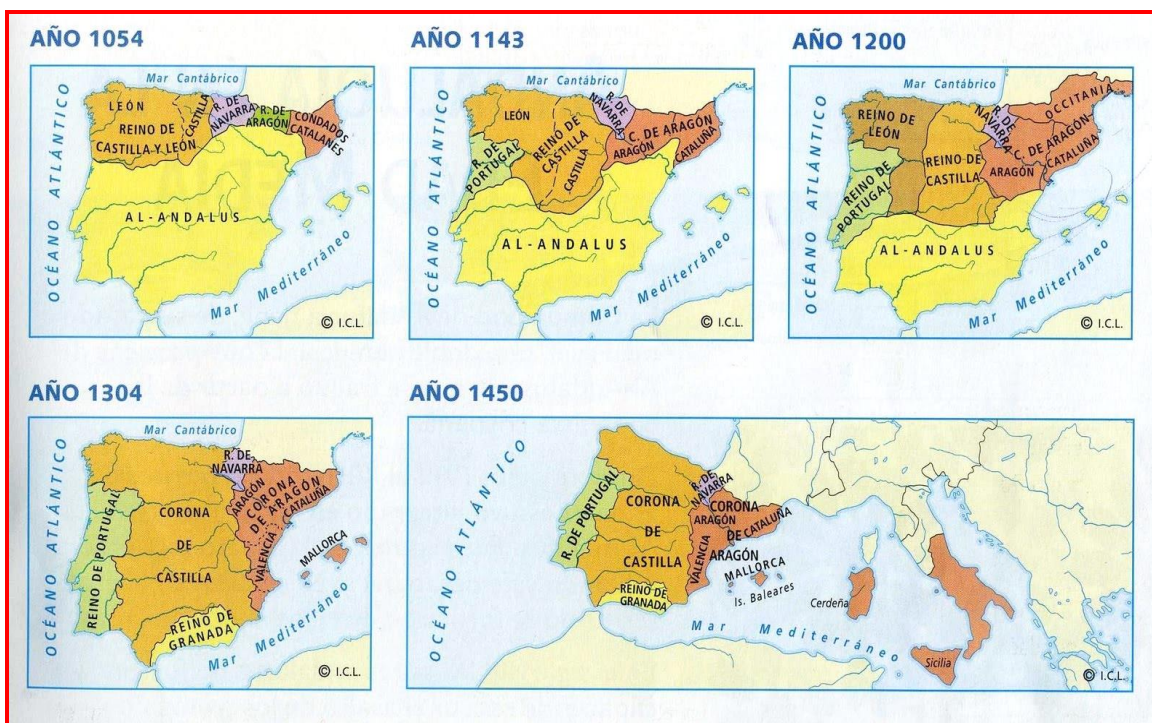 AÑO 1054
Mar Cantábrico
OCÉANO ATLÁNTICO
LEÓN
REINO DE
CASTILLA Y LEÓN
CASTILLA
R. DE
NAVARRA
R. DE
ARAGÓN
CONDADOS
CATALANES
AL-ANDALUS
Mar Mediterráneo
© I.C.L.
AÑO 1143
Mar Cantábrico
OCÉANO ATLÁNTICO
LEÓN
R. DE
PORTUGAL
REINO DE
CASTILLA
CASTILLA
R. DE
NAVARRA
C. DE ARAGÓN
ARAGÓN
CATALUÑA
AL-ANDALUS
Mar Mediterráneo
© I.C.L.
AÑO 1200
Mar Cantábrico
OCÉANO ATLÁNTICO
REINO DE
LEÓN
REINO DE
PORTUGAL
REINO DE
CASTILLA
R. DE
NAVARRA
OCCITANIA
C. DE ARAGÓN-
CATALUÑA
ARAGÓN
AL-ANDALUS
Mar Mediterráneo
© I.C.L.
AÑO 1304
Mar Cantábrico
OCÉANO ATLÁNTICO
REINO DE PORTUGAL
CORONA
DE
CASTILLA
R. DE
NAVARRA
ARAGÓN
CORONA
DE ARAGÓN
CATALUÑA
VALENCIA
MALLORCA
REINO DE
GRANADA
Mar Mediterráneo
© I.C.L.
AÑO 1450
OCÉANO ATLÁNTICO
R. DE PORTUGAL
CORONA
DE
CASTILLA
R. DE
NAVARRA
CORONA
ARAGÓN
DE CATALUÑA
VALENCIA
ARAGÓN
MALLORCA
Is. Baleares
REINO DE
GRANADA
Cerdeña
Mar Mediterráneo
Sicilia
© I.C.L.